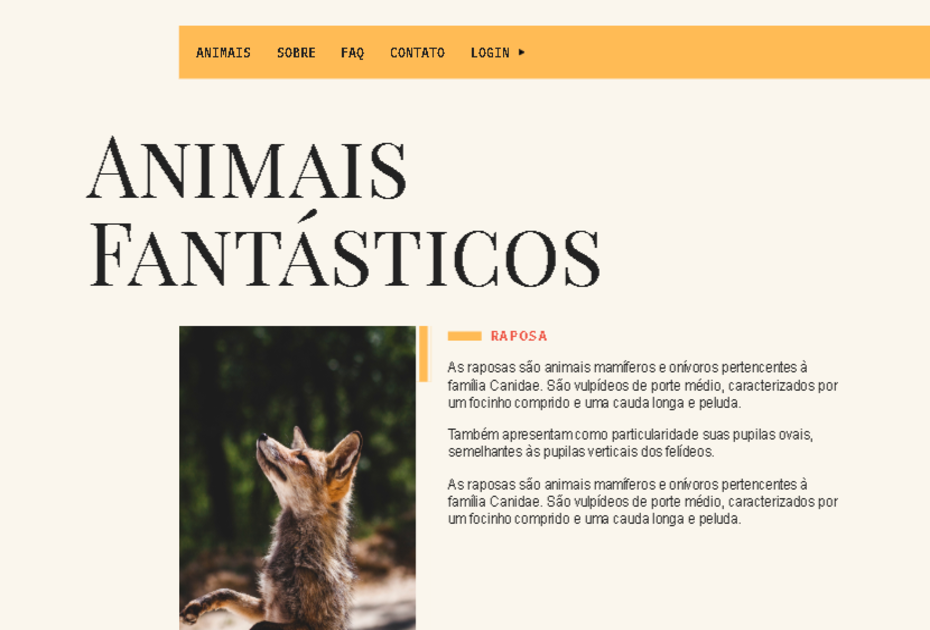 ANIMAIS SOBRE FAQ CONTATO LOGIN ▸
ANIMAIS
FANTÁSTICOS
RAPOSA
As raposas são animais mamíferos e onívoros pertencentes à
família Canidae. São vulpídeos de porte médio, caracterizados por
um focinho comprido e uma cauda longa e peluda.
Também apresentam como particularidade suas pupilas ovais,
semelhantes às pupilas verticais dos felídeos.
As raposas são animais mamíferos e onívoros pertencentes à
família Canidae. São vulpídeos de porte médio, caracterizados por
um focinho comprido e uma cauda longa e peluda.